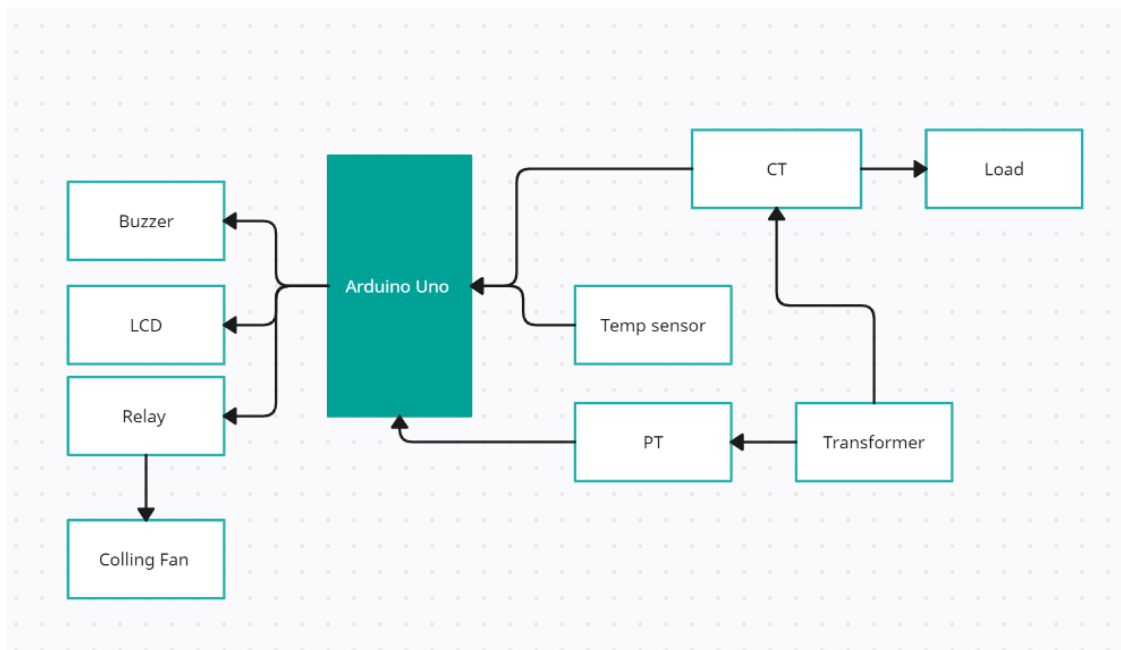 Buzzer
LCD
Relay
Colling Fan
Arduino Uno
CT
Load
Temp sensor
PT
Transformer